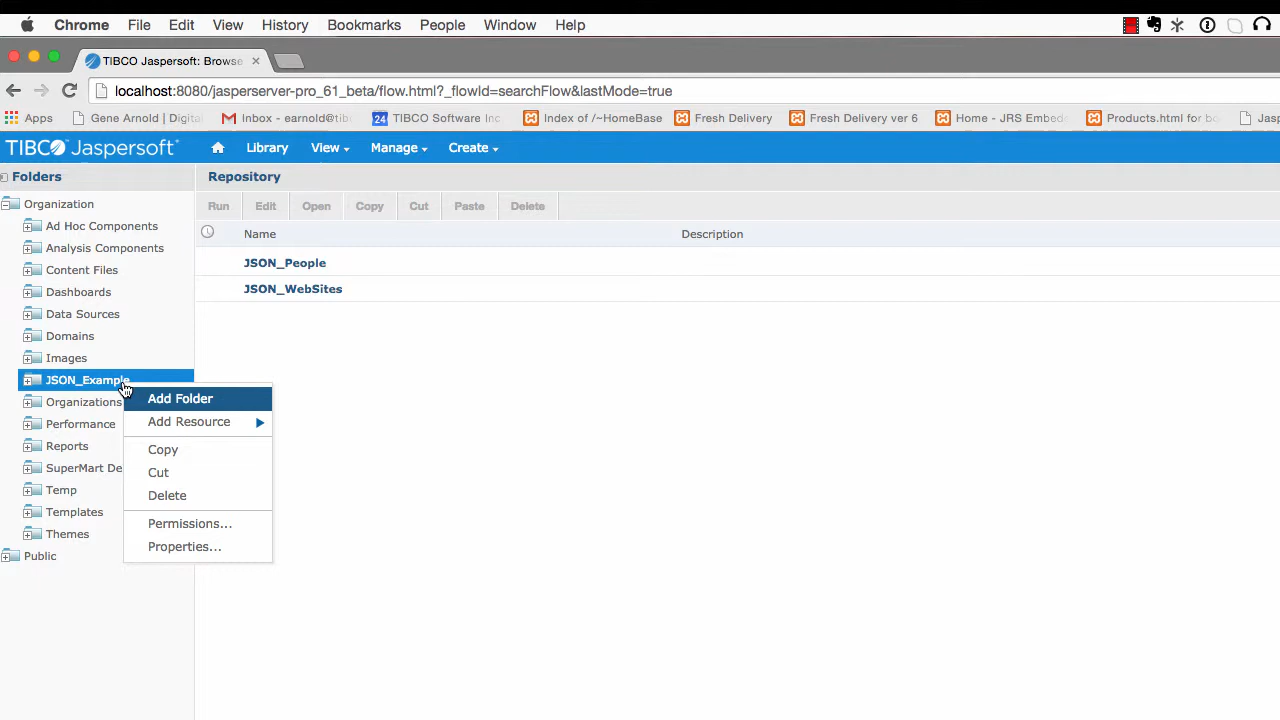 Chrome File Edit View History Bookmarks People Window Help
TIBCO Jaspersoft: Browse
localhost:8080/jasperserver-pro_61_beta/flow.html?_flowId=searchFlow&lastMode=true
Apps Gene Arnold | Digital Inbox - earnold@tibc 24 TIBCO Software Inc Index of /~HomeBase Fresh Delivery Fresh Delivery ver 6 Home - JRS Embed Products.html for bo Jasp
TIBCO Jaspersoft Library View Manage Create
Folders
Repository
Run Edit Open Copy Cut Paste Delete
Name Description
JSON_People
JSON_WebSites
Organization
Ad Hoc Components
Analysis Components
Content Files
Dashboards
Data Sources
Domains
Images
JSON_Example
Organizations
Performance
Reports
SuperMart De
Temp
Templates
Themes
Public
Add Folder
Add Resource
Copy
Cut
Delete
Permissions...
Properties...